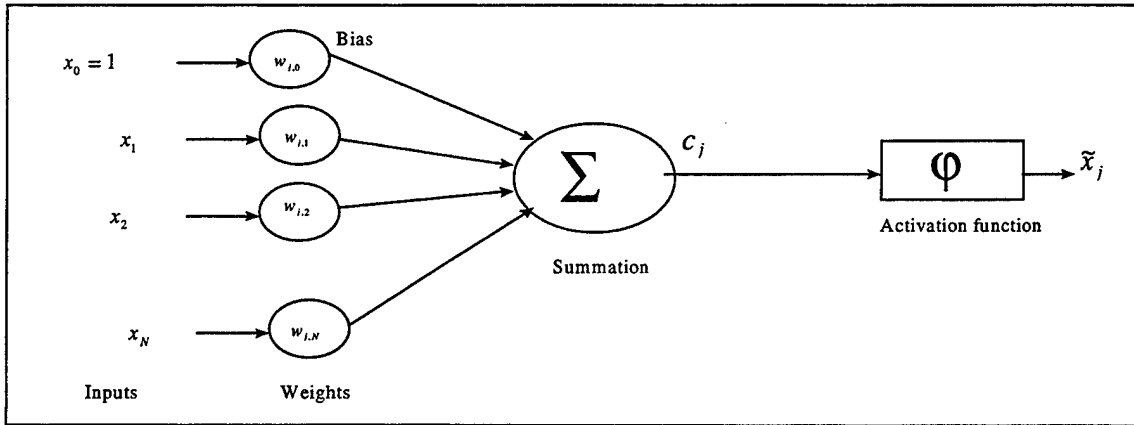 Bias
x₀ = 1
w_{i,0}
x₁
w_{i,1}
x₂
w_{i,2}
x_N
w_{i,N}
Σ
c_j
φ
x̃_j
Activation function
Summation
Inputs
Weights